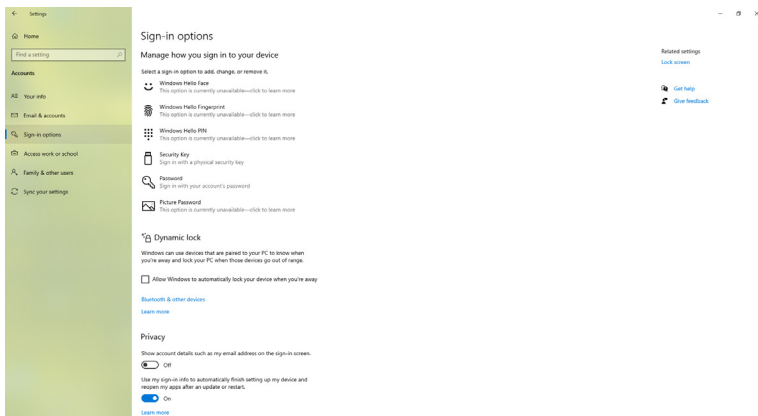 Settings
Home
Find a setting
Accounts
Your info
Email & accounts
Sign-in options
Access work or school
Family & other users
Sync your settings
Sign-in options
Manage how you sign in to your device
Select a sign-in option to add, change, or remove it.
Windows Hello Face
This option is currently unavailable—click to learn more
Windows Hello Fingerprint
This option is currently unavailable—click to learn more
Windows Hello PIN
This option is currently unavailable—click to learn more
Security Key
Sign in with a physical security key
Password
Sign in with your account's password
Picture Password
This option is currently unavailable—click to learn more
Dynamic lock
Windows can use devices that are paired to your PC to know when
you're away and lock your PC when those devices go out of range.
Allow Windows to automatically lock your device when you're away
Bluetooth & other devices
Learn more
Privacy
Show account details such as my email address on the sign-in screen.
Off
Use my sign-in info to automatically finish setting up my device and
reopen my apps after an update or restart.
On
Learn more
Related settings
Lock screen
Get help
Give feedback